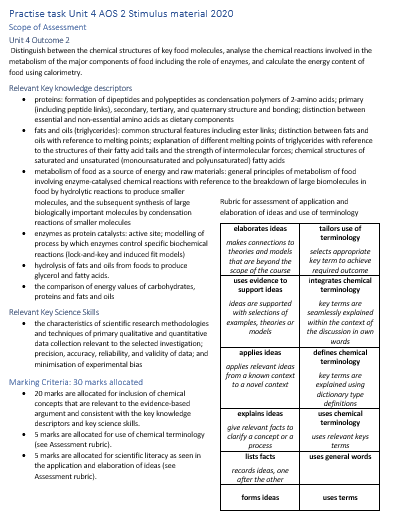 Practise task Unit 4 AOS 2 Stimulus material 2020
Scope of Assessment
Unit 4 Outcome 2
Distinguish between the chemical structures of key food molecules, analyse the chemical reactions involved in the
metabolism of the major components of food including the role of enzymes, and calculate the energy content of
food using calorimetry.
Relevant Key knowledge descriptors
• proteins: formation of dipeptides and polypeptides as condensation polymers of 2-amino acids; primary
(including peptide links), secondary, tertiary, and quaternary structure and bonding; distinction between
essential and non-essential amino acids as dietary components
• fats and oils (triglycerides): common structural features including ester links; distinction between fats and
oils with reference to melting points; explanation of different melting points of triglycerides with reference
to the structures of their fatty acid tails and the strength of intermolecular forces; chemical structures of
saturated and unsaturated (monounsaturated and polyunsaturated) fatty acids
• metabolism of food as a source of energy and raw materials: general principles of metabolism of food
involving enzyme-catalysed chemical reactions with reference to the breakdown of large biomolecules in
food by hydrolytic reactions to produce smaller
molecules, and the subsequent synthesis of large
biologically important molecules by condensation
reactions of smaller molecules
• enzymes as protein catalysts: active site; modelling of
process by which enzymes control specific biochemical
reactions (lock-and-key and induced fit models)
• hydrolysis of fats and oils from foods to produce
glycerol and fatty acids.
• the comparison of energy values of carbohydrates,
proteins and fats and oils
Relevant Key Science Skills
• the characteristics of scientific research methodologies
and techniques of primary qualitative and quantitative
data collection relevant to the selected investigation;
precision, accuracy, reliability, and validity of data; and
minimisation of experimental bias
Marking Criteria: 30 marks allocated
• 20 marks are allocated for inclusion of chemical
concepts that are relevant to the evidence-based
argument and consistent with the key knowledge
descriptors and key science skills.
• 5 marks are allocated for use of chemical terminology
(see Assessment rubric).
• 5 marks are allocated for scientific literacy as seen in
the application and elaboration of ideas (see
Assessment rubric).
Rubric for assessment of application and
elaboration of ideas and use of terminology
elaborates ideas
makes connections to
theories and models
that are beyond the
scope of the course
tailors use of
terminology
selects appropriate
key term to achieve
required outcome
uses evidence to
support ideas
ideas are supported
with selections of
examples, theories or
models
integrates chemical
terminology
key terms are
seamlessly explained
within the context of
the discussion in own
words
applies ideas
applies relevant ideas
from a known context
to a novel context
defines chemical
terminology
key terms are
explained using
dictionary type
definitions
explains ideas
give relevant facts to
clarify a concept or a
process
uses chemical
terminology
uses relevant keys
terms
lists facts
records ideas, one
after the other
uses general words
forms ideas
uses terms